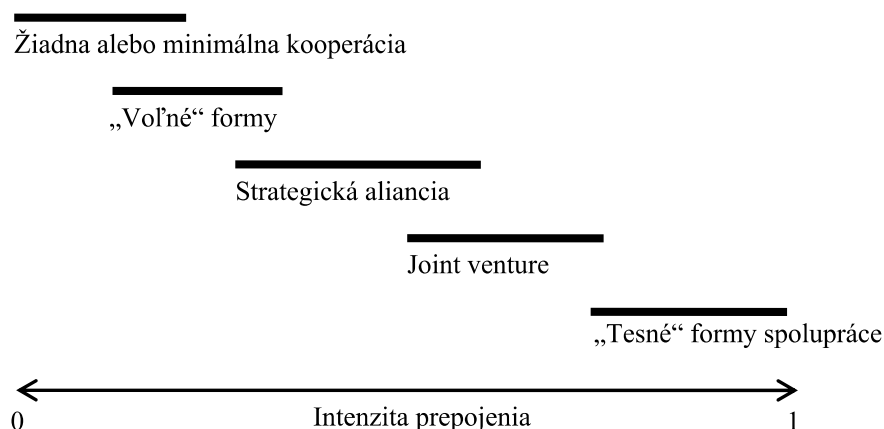 Žiadna alebo minimálna kooperácia
„Voľné“ formy
Strategická aliancia
Joint venture
„Tesné“ formy spolupráce
0 Intenzita prepojenia 1